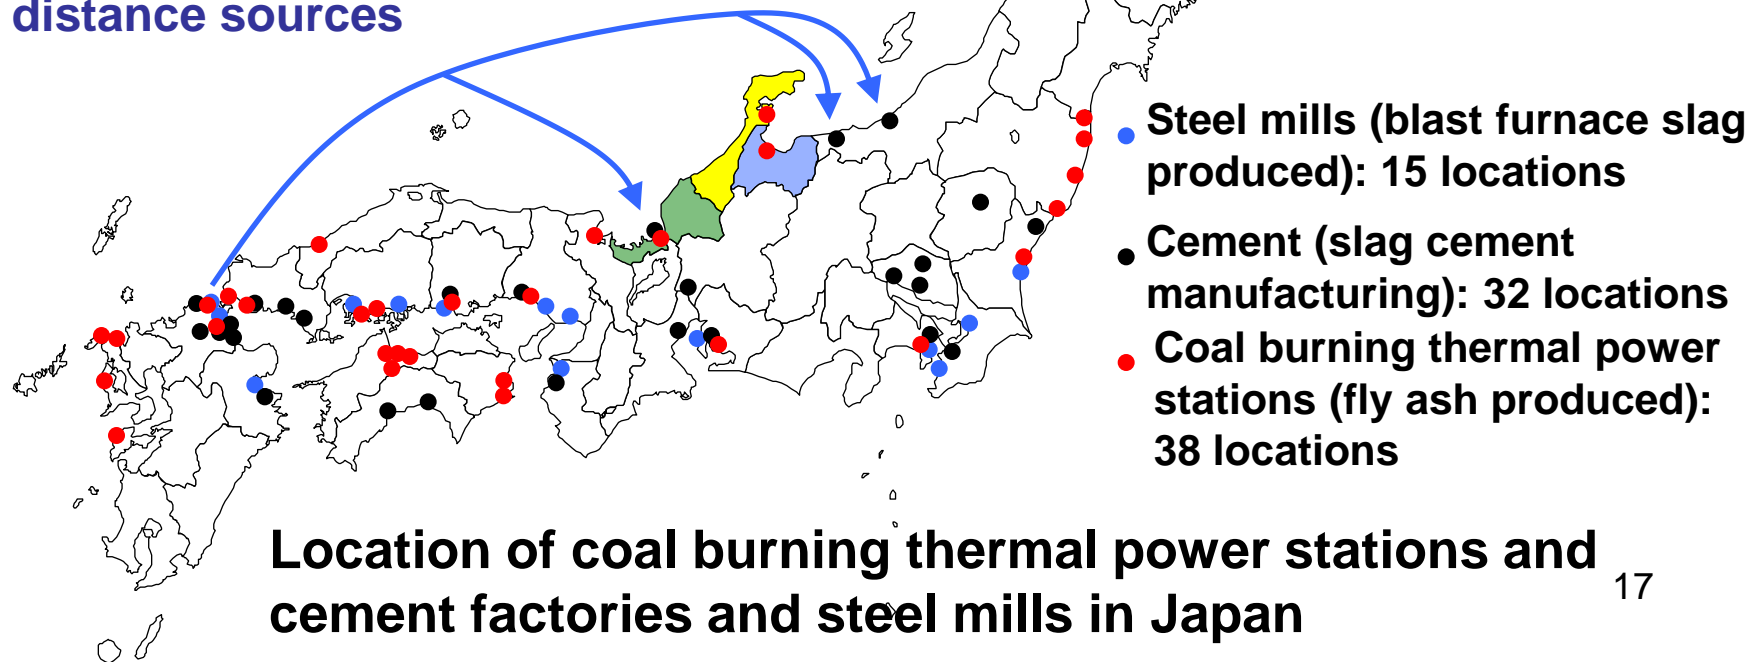 distance sources
Steel mills (blast furnace slag
produced): 15 locations
Cement (slag cement
manufacturing): 32 locations
Coal burning thermal power
stations (fly ash produced):
38 locations
Location of coal burning thermal power stations and
cement factories and steel mills in Japan
17